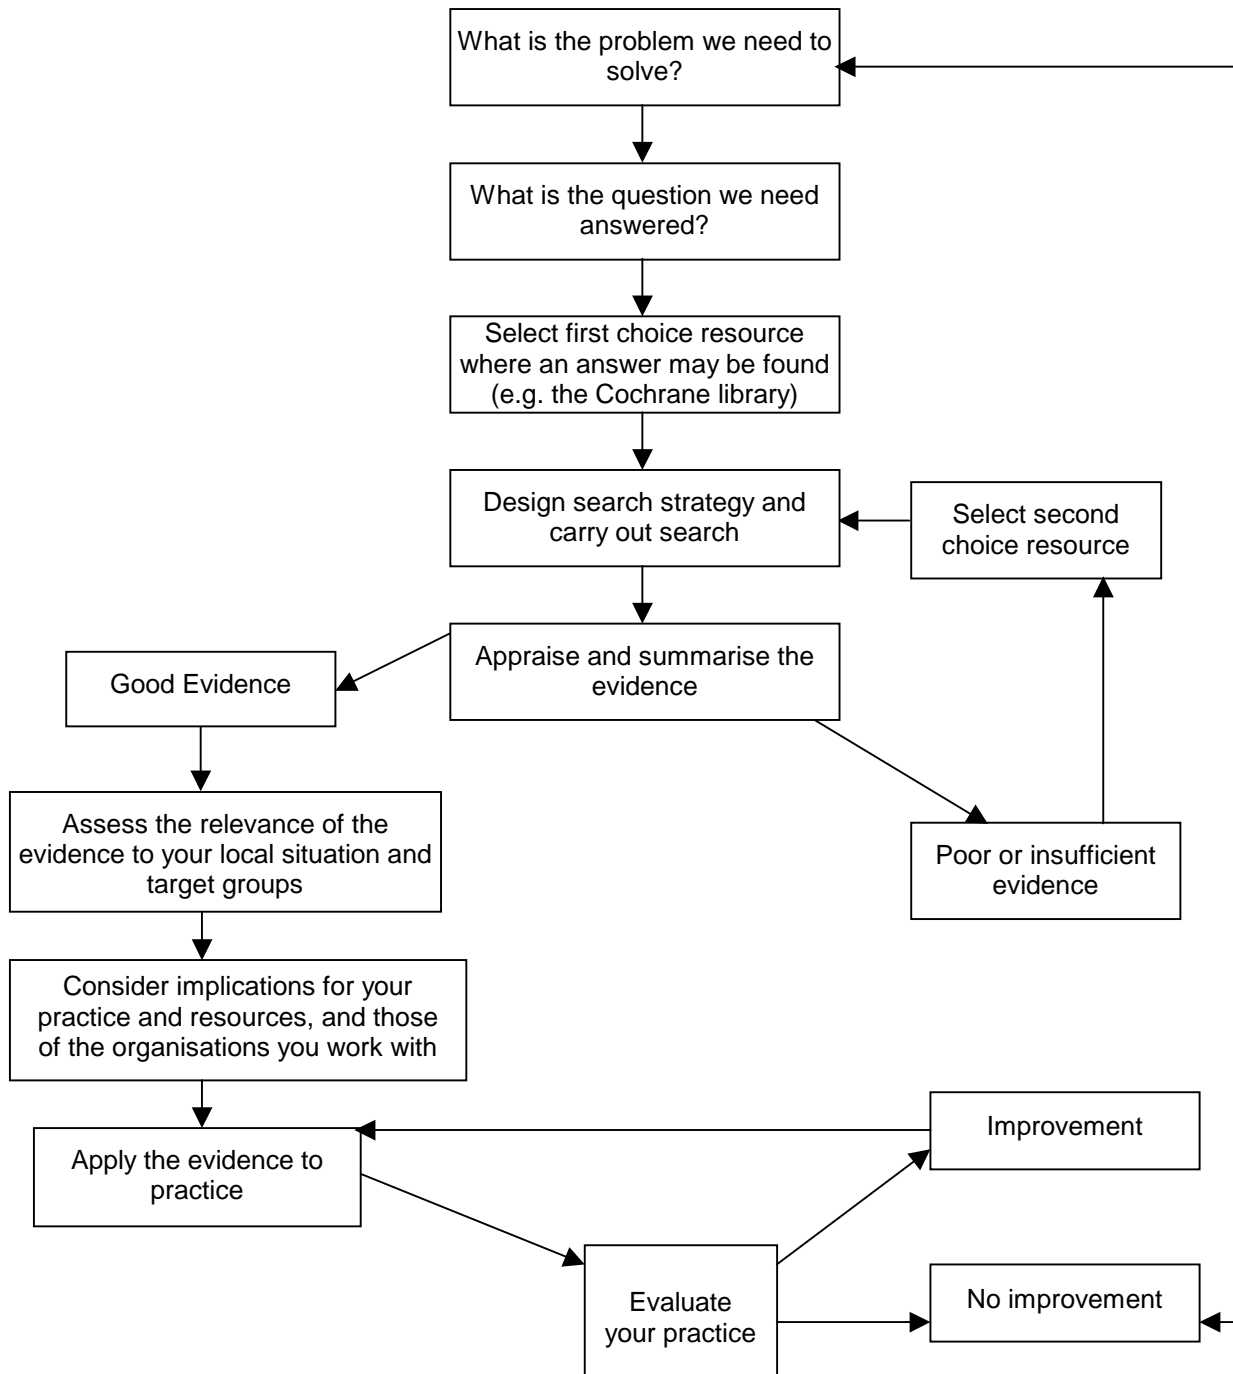 What is the problem we need to
solve?
What is the question we need
answered?
Select first choice resource
where an answer may be found
(e.g. the Cochrane library)
Design search strategy and
carry out search
Select second
choice resource
Appraise and summarise the
evidence
Good Evidence
Assess the relevance of the
evidence to your local situation and
target groups
Poor or insufficient
evidence
Consider implications for your
practice and resources, and those
of the organisations you work with
Improvement
Apply the evidence to
practice
No improvement
Evaluate
your practice